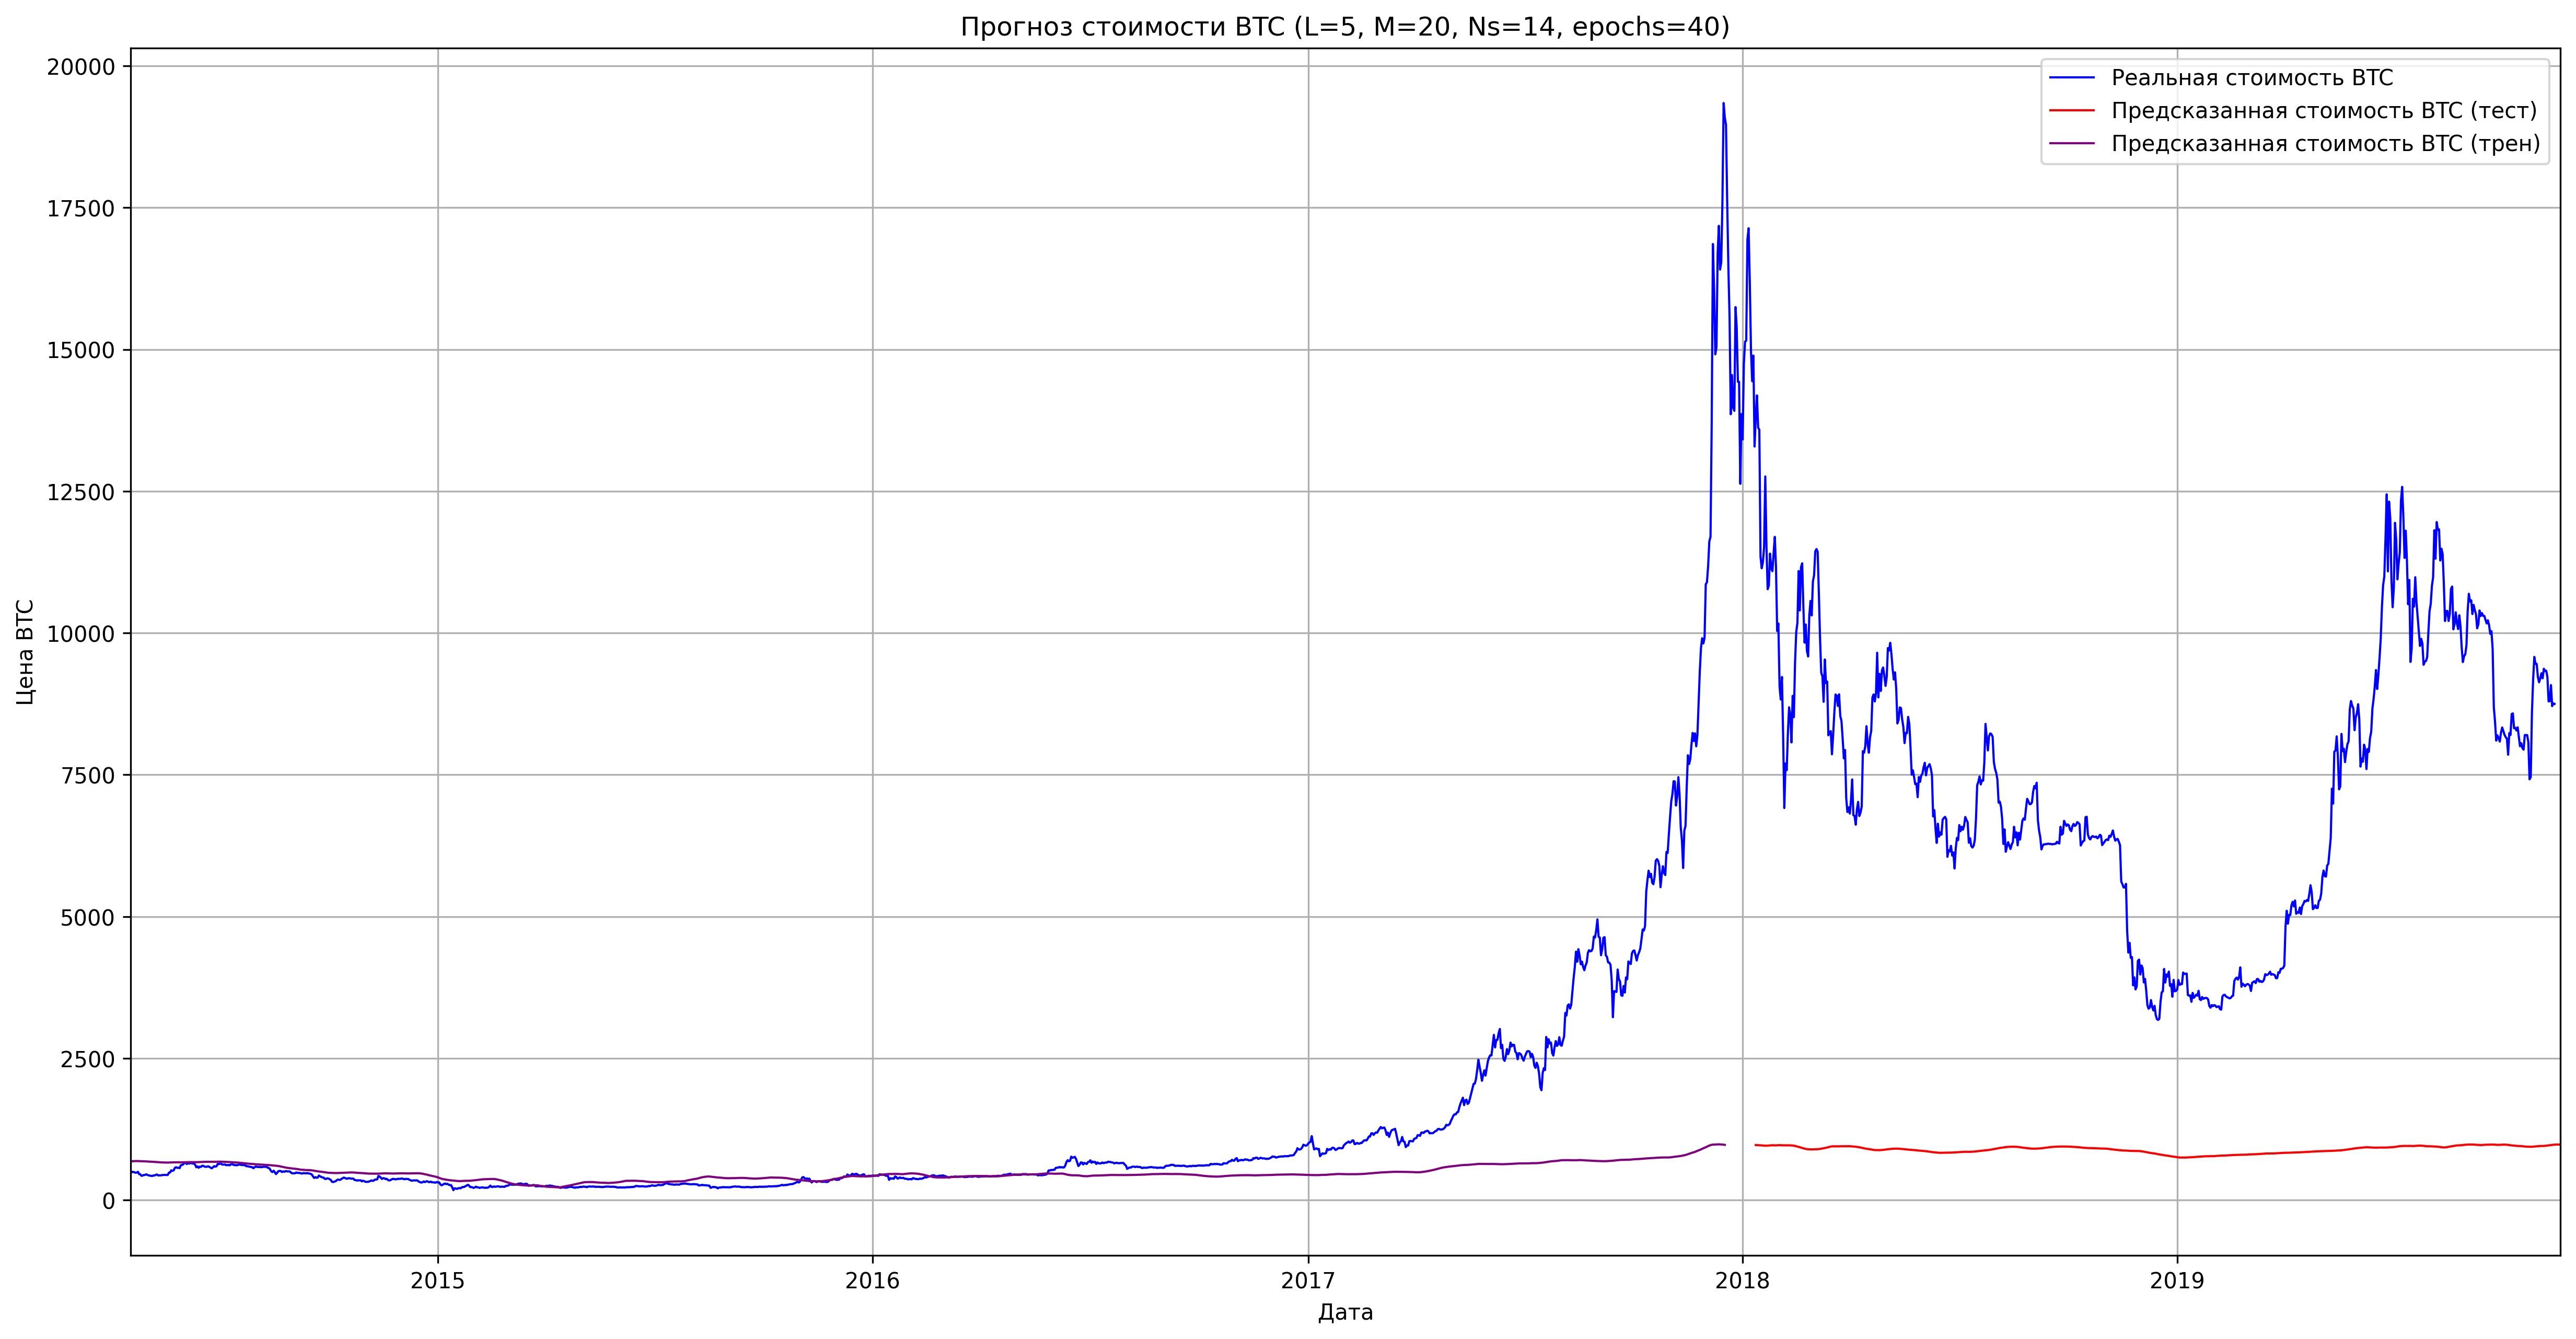 Прогноз стоимости BTC (L=5, M=20, Ns=14, epochs=40)
Реальная стоимость BTC
Предсказанная стоимость BTC (тест)
Предсказанная стоимость BTC (трен)
Цена BTC
20000
17500
15000
12500
10000
7500
5000
2500
0
2015
2016
2017
2018
2019
Дата